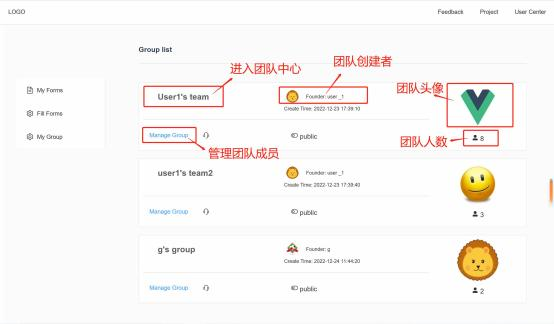 LOGO
Feedback
Project
User Center
Group list
My Forms
Fill Forms
My Group
进入团队中心
团队创建者
User1's team
Founder: user _1
Create Time: 2022-12-23 17:39:10
团队头像
Manage Group
public
团队人数
8
管理团队成员
user1's team2
Founder: user _1
Create Time: 2022-12-23 17:39:40
Manage Group
public
3
g's group
Founder: g
Create Time: 2022-12-24 11:44:20
Manage Group
public
2